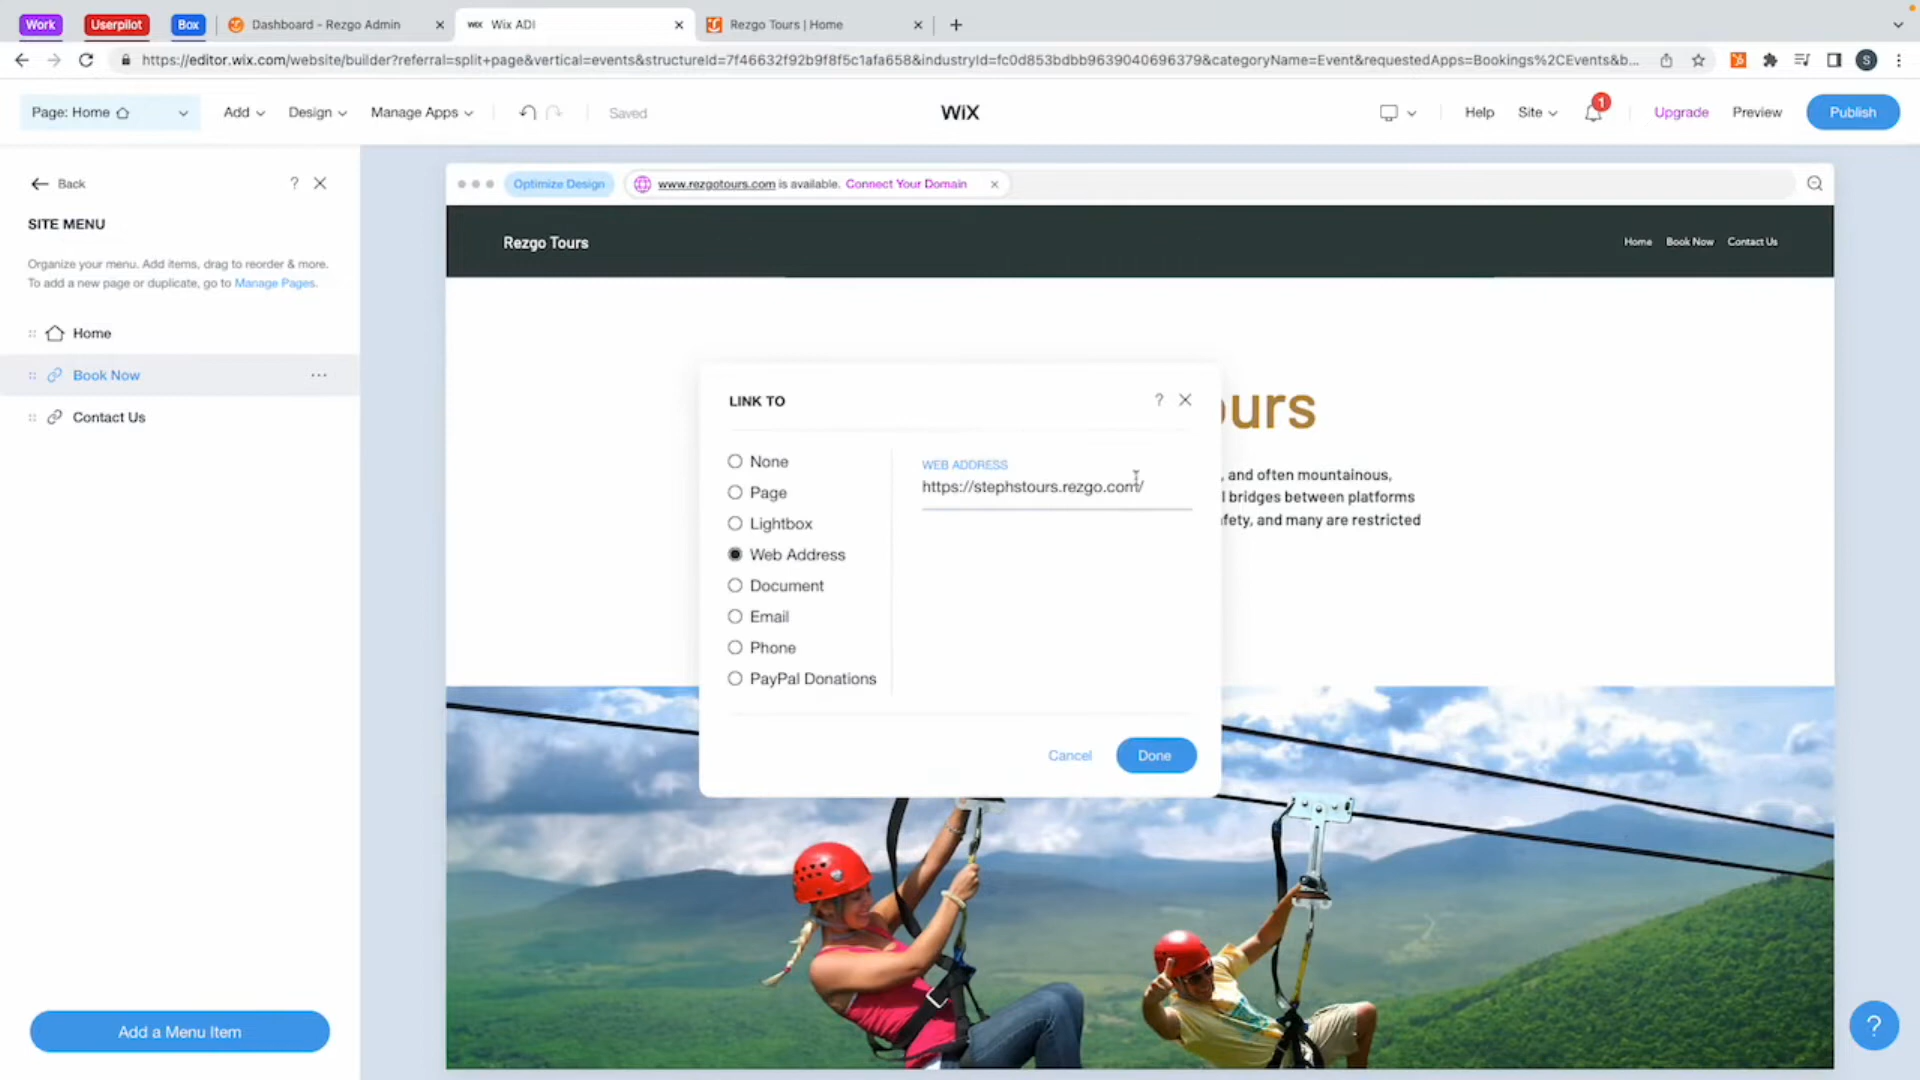 Work
Userpilot
Box
Dashboard - Rezgo Admin
WiX Wix ADI
Rezgo Tours | Home
https://editor.wix.com/website/builder?referral=split+page&vertical=events&structureId=7f46632f92b9f8f5c1afa658&industryId=fc0d853bdbb9639040696379&categoryName=Event&requestedApps=Bookings%2CEvents&b...
S
Page: Home
Add
Design
Manage Apps
Saved
WiX
Help
Site
1
Upgrade
Preview
Publish
Back
?
SITE MENU
Organize your menu. Add items, drag to reorder & more.
To add a new page or duplicate, go to Manage Pages.
Home
Book Now
...
Contact Us
Add a Menu Item
Optimize Design
www.rezgotours.com is available. Connect Your Domain
Rezgo Tours
Home
Book Now
Contact Us
ours
, and often mountainous,
l bridges between platforms
fety, and many are restricted
LINK TO
?
None
Page
Lightbox
Web Address
Document
Email
Phone
PayPal Donations
WEB ADDRESS
https://stephstours.rezgo.com/
Cancel
Done
?